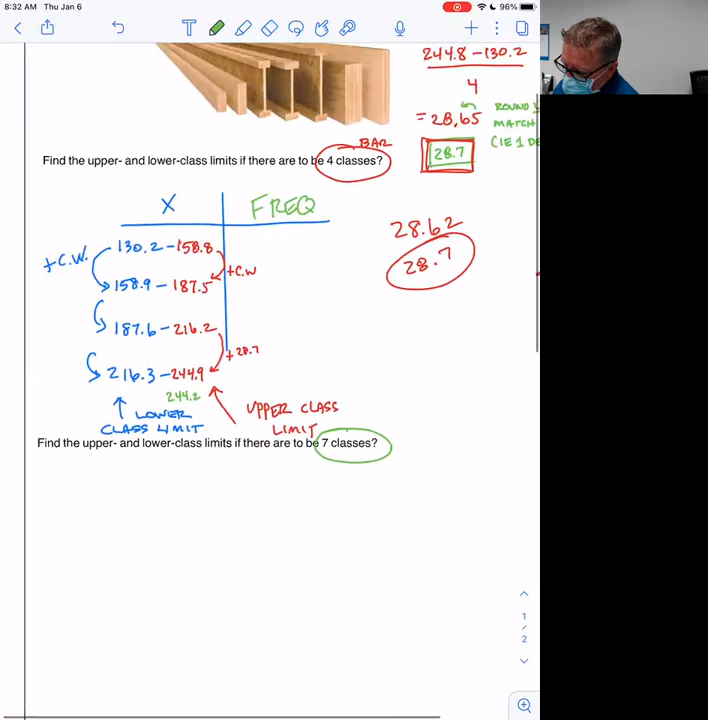 8:32 AM Thu Jan 6
96%
244.8 - 130.2
4
= 28.65
ROUND
MATCH
(IE 1 DE
28.7
BAR
Find the upper- and lower-class limits if there are to be 4 classes?
X FREQ
28.62
28.7
+C.W.
130.2 - 158.8
+C.W
158.9 - 187.5
187.6 - 216.2
+28.7
216.3 - 244.9
244.2
LOWER
CLASS LIMIT
UPPER CLASS
LIMIT
Find the upper- and lower-class limits if there are to be 7 classes?
1
/
2